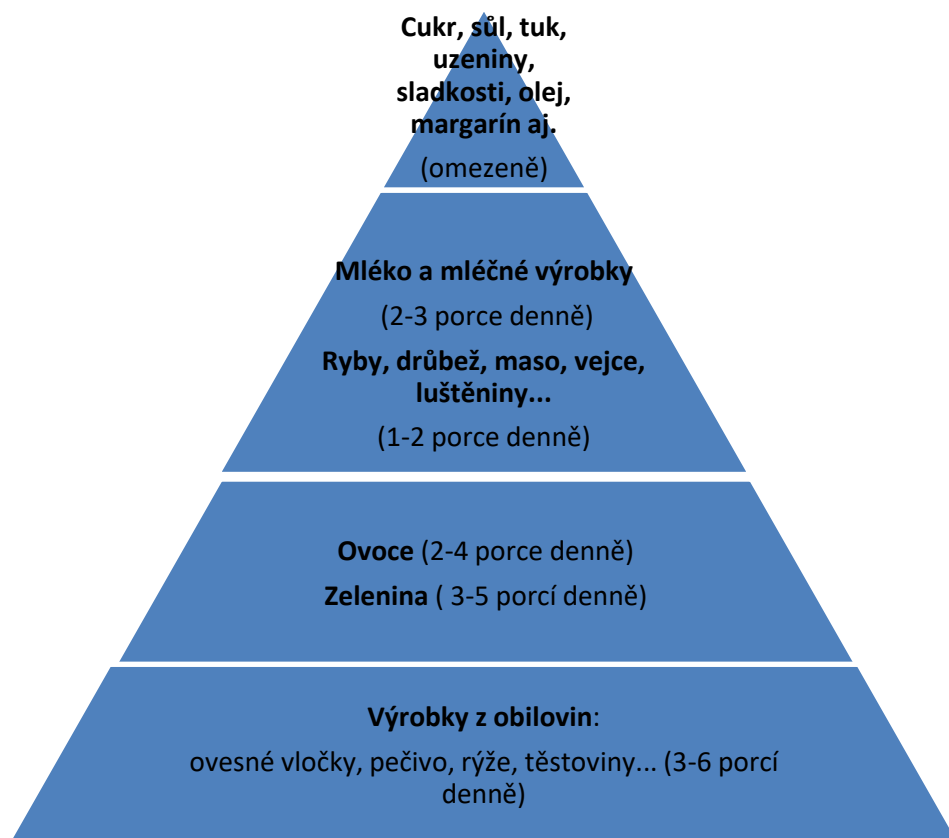 Cukr, sůl, tuk,
uzeniny,
sladkosti, olej,
margarín aj.
(omezeně)
Mléko a mléčné výrobky
(2-3 porce denně)
Ryby, drůbež, maso, vejce,
luštěniny...
(1-2 porce denně)
Ovoce (2-4 porce denně)
Zelenina ( 3-5 porcí denně)
Výrobky z obilovin:
ovesné vločky, pečivo, rýže, těstoviny... (3-6 porcí
denně)